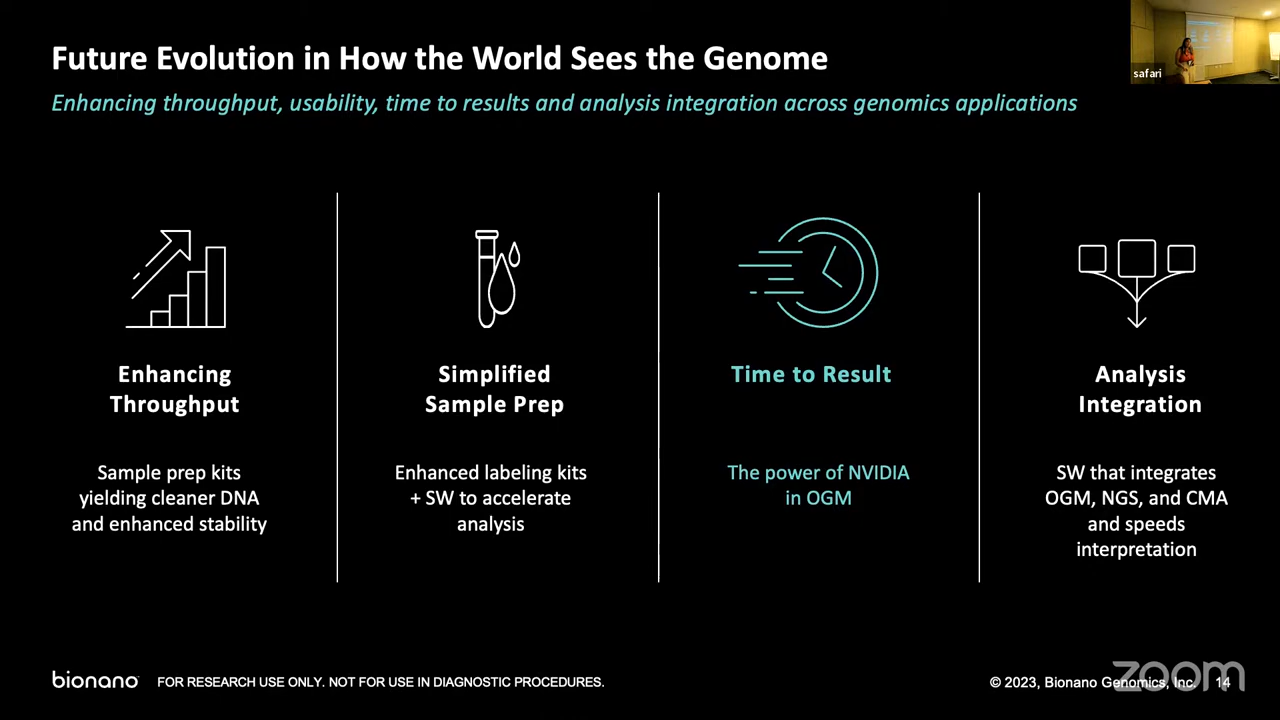 Future Evolution in How the World Sees the Genome
safari
Enhancing throughput, usability, time to results and analysis integration across genomics applications
Enhancing
Throughput
Sample prep kits
yielding cleaner DNA
and enhanced stability
Simplified
Sample Prep
Enhanced labeling kits
+ SW to accelerate
analysis
Time to Result
The power of NVIDIA
in OGM
Analysis
Integration
SW that integrates
OGM, NGS, and CMA
and speeds
interpretation
bionano
FOR RESEARCH USE ONLY. NOT FOR USE IN DIAGNOSTIC PROCEDURES.
© 2023, Bionano Genomics, Inc. 14
zoom